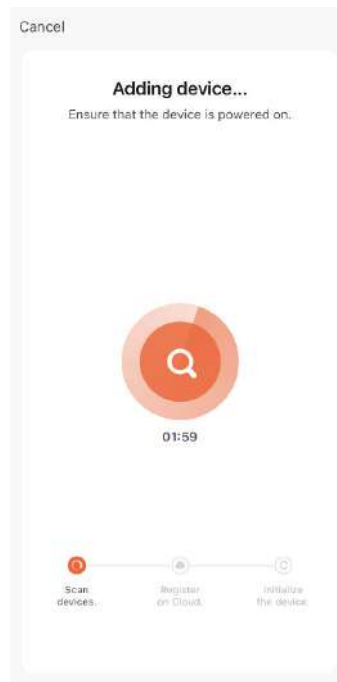 Cancel
Adding device...
Ensure that the device is powered on.
01:59
Scan
devices.
Register
on Cloud.
Initialize
the device.